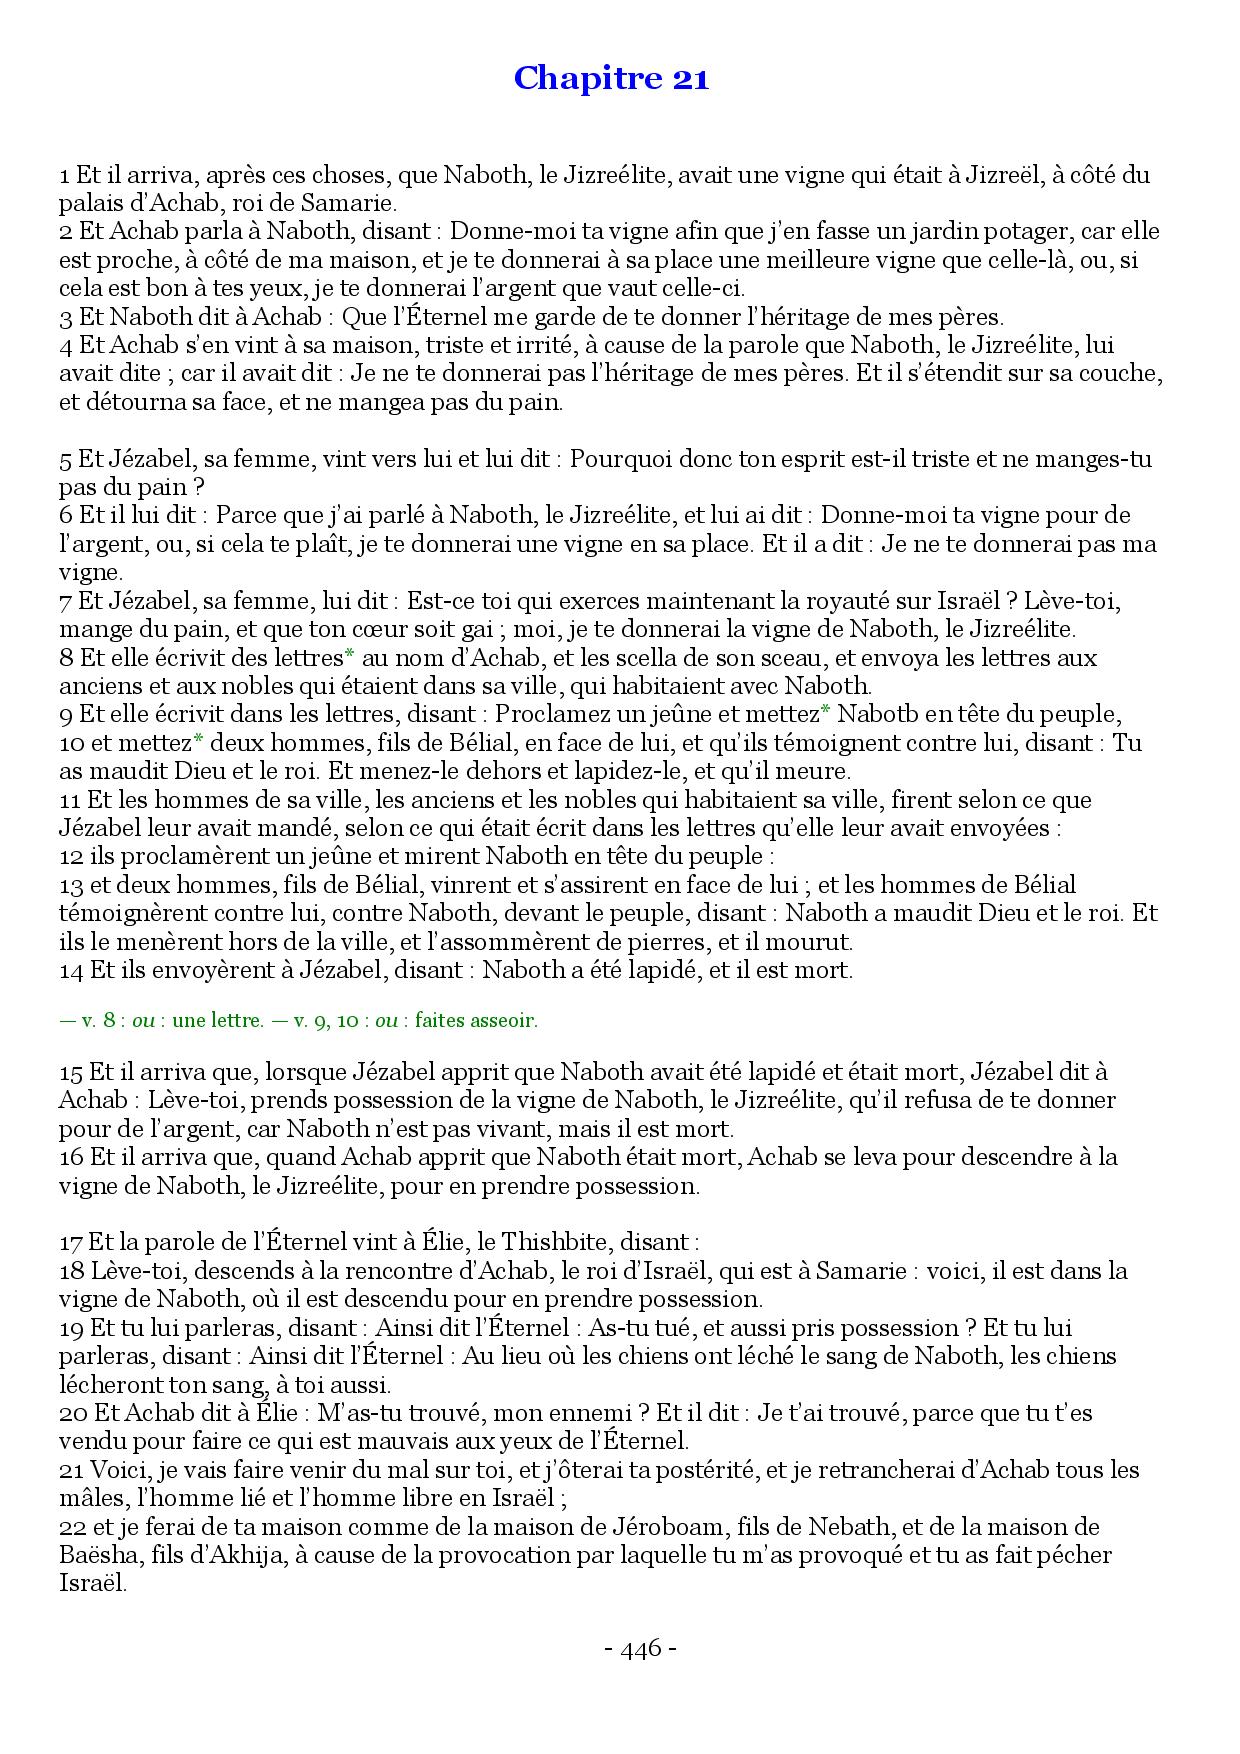 Chapitre 21
1 Et il arriva, après ces choses, que Naboth, le Jizreélite, avait une vigne qui était à Jizreël, à côté du
palais d’Achab, roi de Samarie.
2 Et Achab parla à Naboth, disant : Donne-moi ta vigne afin que j’en fasse un jardin potager, car elle
est proche, à côté de ma maison, et je te donnerai à sa place une meilleure vigne que celle-là, ou, si
cela est bon à tes yeux, je te donnerai l’argent que vaut celle-ci.
3 Et Naboth dit à Achab : Que l’Éternel me garde de te donner l’héritage de mes pères.
4 Et Achab s’en vint à sa maison, triste et irrité, à cause de la parole que Naboth, le Jizreélite, lui
avait dite ; car il avait dit : Je ne te donnerai pas l’héritage de mes pères. Et il s’étendit sur sa couche,
et détourna sa face, et ne mangea pas du pain.
5 Et Jézabel, sa femme, vint vers lui et lui dit : Pourquoi donc ton esprit est-il triste et ne manges-tu
pas du pain ?
6 Et il lui dit : Parce que j’ai parlé à Naboth, le Jizreélite, et lui ai dit : Donne-moi ta vigne pour de
l’argent, ou, si cela te plaît, je te donnerai une vigne en sa place. Et il a dit : Je ne te donnerai pas ma
vigne.
7 Et Jézabel, sa femme, lui dit : Est-ce toi qui exerces maintenant la royauté sur Israël ? Lève-toi,
mange du pain, et que ton cœur soit gai ; moi, je te donnerai la vigne de Naboth, le Jizreélite.
8 Et elle écrivit des lettres* au nom d’Achab, et les scella de son sceau, et envoya les lettres aux
anciens et aux nobles qui étaient dans sa ville, qui habitaient avec Naboth.
9 Et elle écrivit dans les lettres, disant : Proclamez un jeûne et mettez* Nabotb en tête du peuple,
10 et mettez* deux hommes, fils de Bélial, en face de lui, et qu’ils témoignent contre lui, disant : Tu
as maudit Dieu et le roi. Et menez-le dehors et lapidez-le, et qu’il meure.
11 Et les hommes de sa ville, les anciens et les nobles qui habitaient sa ville, firent selon ce que
Jézabel leur avait mandé, selon ce qui était écrit dans les lettres qu’elle leur avait envoyées :
12 ils proclamèrent un jeûne et mirent Naboth en tête du peuple :
13 et deux hommes, fils de Bélial, vinrent et s’assirent en face de lui ; et les hommes de Bélial
témoignèrent contre lui, contre Naboth, devant le peuple, disant : Naboth a maudit Dieu et le roi. Et
ils le menèrent hors de la ville, et l’assommèrent de pierres, et il mourut.
14 Et ils envoyèrent à Jézabel, disant : Naboth a été lapidé, et il est mort.
— v. 8 : ou : une lettre. — v. 9, 10 : ou : faites asseoir.
15 Et il arriva que, lorsque Jézabel apprit que Naboth avait été lapidé et était mort, Jézabel dit à
Achab : Lève-toi, prends possession de la vigne de Naboth, le Jizreélite, qu’il refusa de te donner
pour de l’argent, car Naboth n’est pas vivant, mais il est mort.
16 Et il arriva que, quand Achab apprit que Naboth était mort, Achab se leva pour descendre à la
vigne de Naboth, le Jizreélite, pour en prendre possession.
17 Et la parole de l’Éternel vint à Élie, le Thishbite, disant :
18 Lève-toi, descends à la rencontre d’Achab, le roi d’Israël, qui est à Samarie : voici, il est dans la
vigne de Naboth, où il est descendu pour en prendre possession.
19 Et tu lui parleras, disant : Ainsi dit l’Éternel : As-tu tué, et aussi pris possession ? Et tu lui
parleras, disant : Ainsi dit l’Éternel : Au lieu où les chiens ont léché le sang de Naboth, les chiens
lécheront ton sang, à toi aussi.
20 Et Achab dit à Élie : M’as-tu trouvé, mon ennemi ? Et il dit : Je t’ai trouvé, parce que tu t’es
vendu pour faire ce qui est mauvais aux yeux de l’Éternel.
21 Voici, je vais faire venir du mal sur toi, et j’ôterai ta postérité, et je retrancherai d’Achab tous les
mâles, l’homme lié et l’homme libre en Israël ;
22 et je ferai de ta maison comme de la maison de Jéroboam, fils de Nebath, et de la maison de
Baësha, fils d’Akhija, à cause de la provocation par laquelle tu m’as provoqué et tu as fait pécher
Israël.
- 446 -